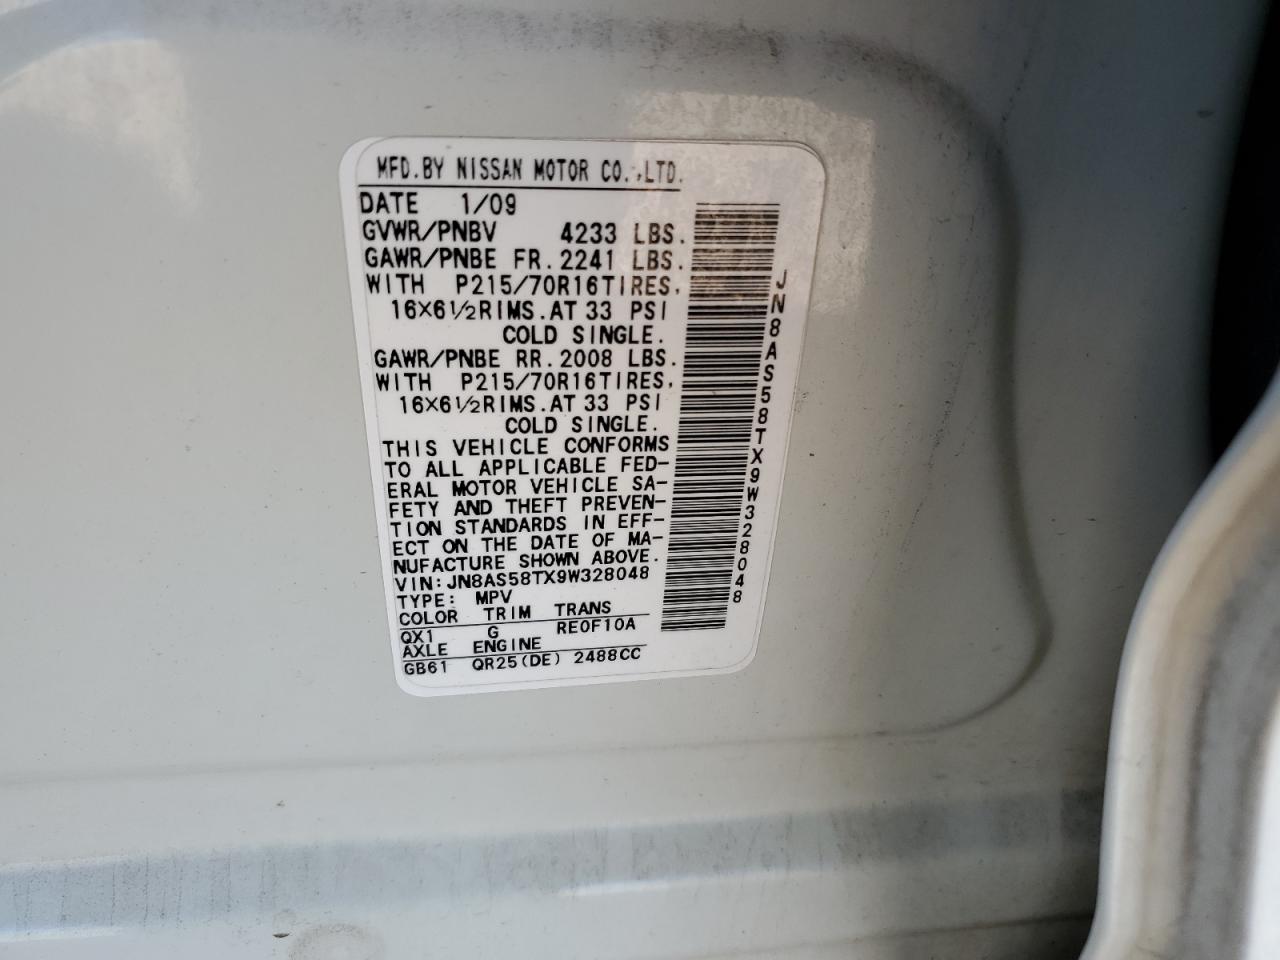 MFD.BY NISSAN MOTOR CO.,LTD.
DATE 1/09
GVWR/PNBV 4233 LBS.
GAWR/PNBE FR.2241 LBS.
WITH P215/70R16TIRES,
16×6½RIMS.AT 33 PSI
COLD SINGLE.
GAWR/PNBE RR.2008 LBS.
WITH P215/70R16TIRES,
16×6½RIMS.AT 33 PSI
COLD SINGLE.
THIS VEHICLE CONFORMS
TO ALL APPLICABLE FED-
ERAL MOTOR VEHICLE SA-
FETY AND THEFT PREVEN-
TION STANDARDS IN EFF-
ECT ON THE DATE OF MA-
NUFACTURE SHOWN ABOVE.
VIN:JN8AS58TX9W328048
TYPE: MPV
COLOR TRIM TRANS
QX1 G RE0F10A
AXLE ENGINE
GB61 QR25(DE) 2488CC
JN8AS58TX9W328048